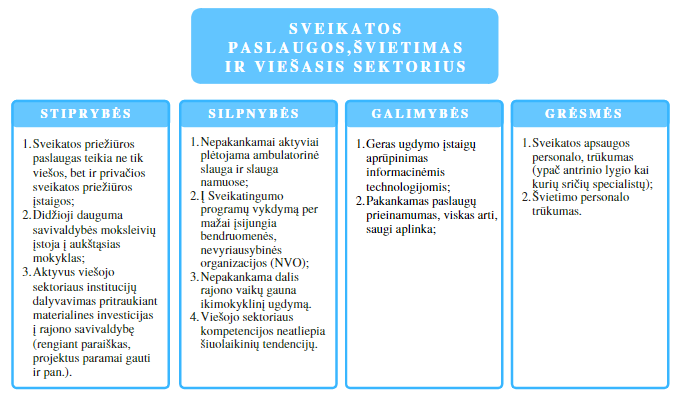 SVEIKATOS
PASLAUGOS,ŠVIETIMAS
IR VIEŠASIS SEKTORIUS
STIPRYBĖS
1. Sveikatos priežiūros
paslaugas teikia ne tik
viešos, bet ir privačios
sveikatos priežiūros
įstaigos;
2. Didžioji dauguma
savivaldybės moksleivių
įstoja į aukštąsias
mokyklas;
3. Aktyvus viešojo
sektoriaus institucijų
dalyvavimas pritraukiant
materialines investicijas
į rajono savivaldybę
(rengiant paraiškas,
projektus paramai gauti
ir pan.).
SILPNYBĖS
1. Nepakankamai aktyviai
plėtojama ambulatorinė
slauga ir slauga
namuose;
2. Į Sveikatingumo
programų vykdymą per
mažai įsijungia
bendruomenės,
nevyriausybinės
organizacijos (NVO);
3. Nepakankama dalis
rajono vaikų gauna
ikimokyklinį ugdymą.
4. Viešojo sektoriaus
kompetencijos neatliepia
šiuolaikinių tendencijų.
GALIMYBĖS
1. Geras ugdymo įstaigų
aprūpinimas
informacinėmis
technologijomis;
2. Pakankamas paslaugų
prieinamumas, viskas arti,
saugi aplinka;
GRĖSMĖS
1. Sveikatos apsaugos
personalo, trūkumas
(ypač antrinio lygio kai
kurių sričių specialistų);
2. Švietimo personalo
trūkumas.